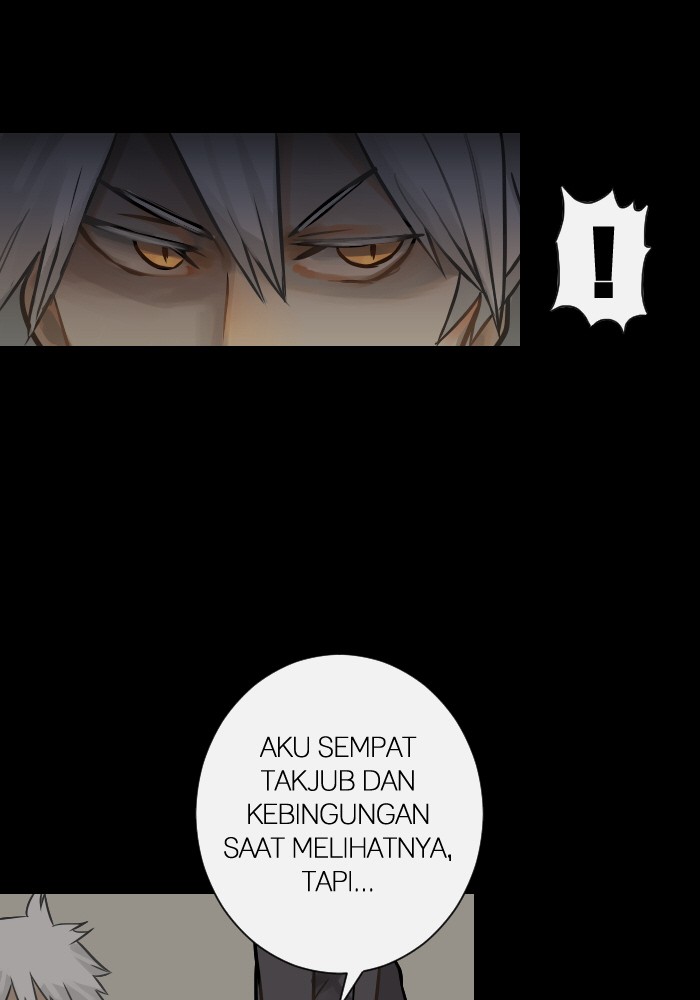 !
AKU SEMPAT
TAKJUB DAN
KEBINGUNGAN
SAAT MELIHATNYA,
TAPI...